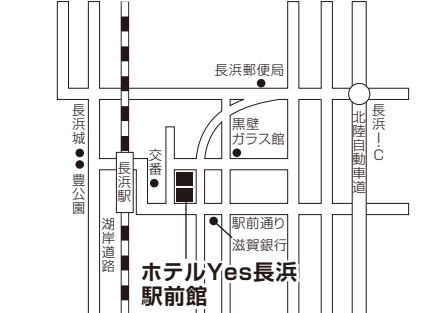 長浜郵便局
長浜城
豊公園
交番
長浜駅
黒壁
ガラス館
長浜I・C
北陸自動車道
湖岸道路
駅前通り
滋賀銀行
ホテルYes長浜
駅前館